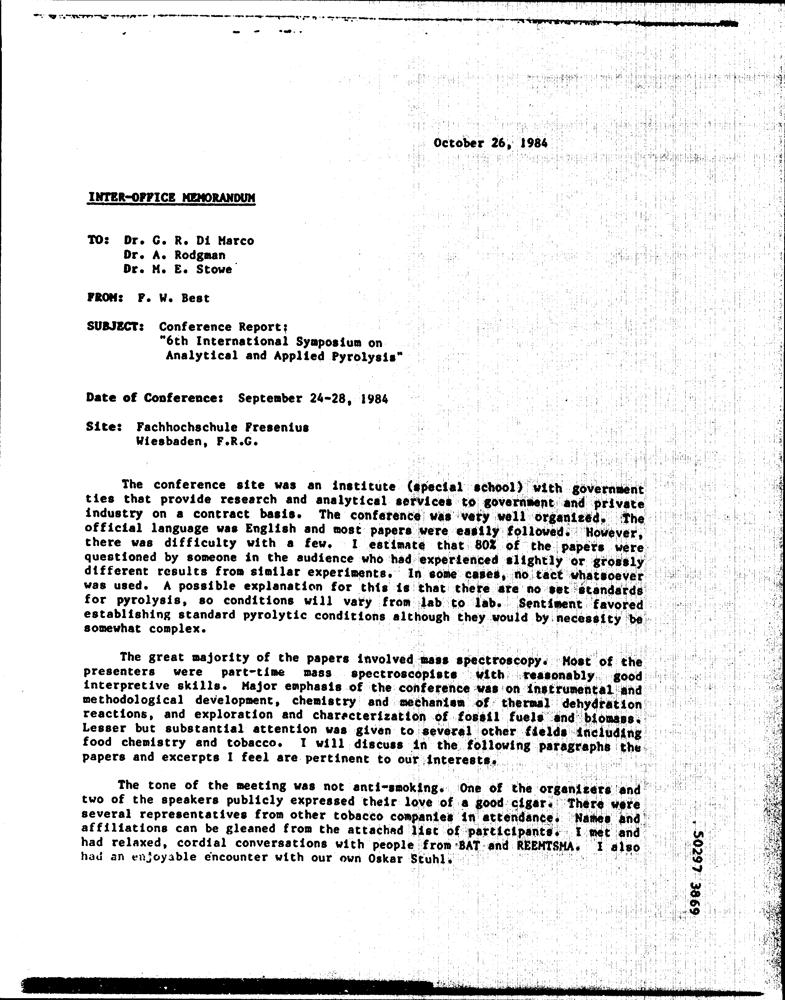 October 26, 1984
INTER-OFFICE MEMORANDUM
TO: Dr. G. R. Di Marco
Dr. A. Rodgman
Dr. M. E. Stowe
FROM: F. W. Best
SUBJECT: Conference Report:
"6th International Symposium on
Analytical and Applied Pyrolysis"
Date of Conference: September 24-28, 1984
Site: Fachhochschule Fresenius
Wiesbaden, F.R.G.
The conference site was an institute (special school) with government
ties that provide research and analytical services to government and private
industry on a contract basis. The conference was very well organized. The
official language was English and most papers were easily followed. However,
there was difficulty with a few. I estimate that 80% of the papers were
questioned by someone in the audience who had experienced slightly or grossly
different results from similar experiments. In some cases, no tact whatsoever
was used. A possible explanation for this is that there are no set standards
for pyrolysis, so conditions will vary from lab to lab. Sentiment favored
establishing standard pyrolytic conditions although they would by necessity be
somewhat complex.
The great majority of the papers involved mass spectroscopy. Most of the
presenters were part-time mass spectroscopists with reasonably good
interpretive skills. Major emphasis of the conference was on instrumental and
methodological development, chemistry and mechanism of thermal dehydration
reactions, and exploration and characterization of fossil fuels and biomass.
Lesser but substantial attention was given to several other fields including
food chemistry and tobacco. I will discuss in the following paragraphs the
papers and excerpts I feel are pertinent to our interests.
The tone of the meeting was not anti-smoking. One of the organizers and
two of the speakers publicly expressed their love of a good cigar. There were
several representatives from other tobacco companies in attendance. Names and
affiliations can be gleaned from the attached list of participants. I met and
had relaxed, cordial conversations with people from BAT and REEMTSMA. I also
had an enjoyable encounter with our own Oskar Stuhl.
50297 3869